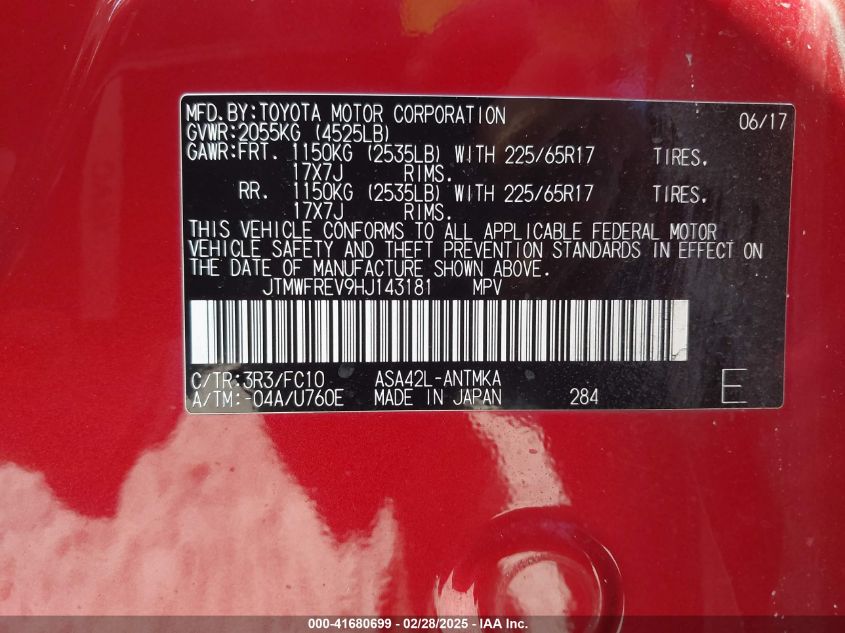 MFD.BY:TOYOTA MOTOR CORPORATION 06/17
GVWR:2055KG (4525LB)
GAWR:FRT. 1150KG (2535LB) WITH 225/65R17 TIRES,
17X7J RIMS.
RR. 1150KG (2535LB) WITH 225/65R17 TIRES,
17X7J RIMS.
THIS VEHICLE CONFORMS TO ALL APPLICABLE FEDERAL MOTOR
VEHICLE SAFETY AND THEFT PREVENTION STANDARDS IN EFFECT ON
THE DATE OF MANUFACTURE SHOWN ABOVE.
JTMWFREV9HJ143181 MPV
C/TR:3R3/FC10 ASA42L-ANTMKA
A/TM:-04A/U760E MADE IN JAPAN 284 E
000-41680699 - 02/28/2025 - IAA Inc.